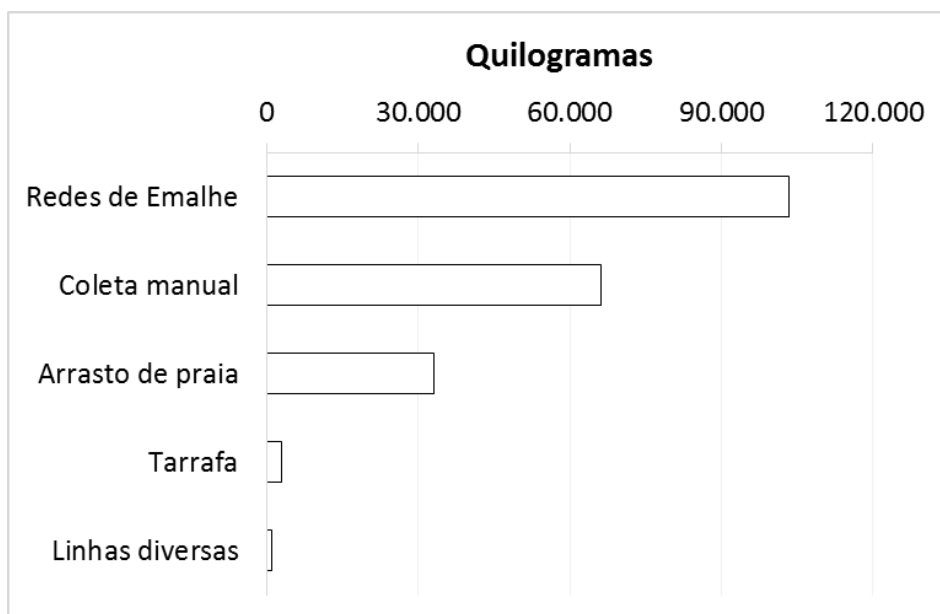 Quilogramas
0 30.000 60.000 90.000 120.000
Redes de Emalhe
Coleta manual
Arrasto de praia
Tarrafa
Linhas diversas